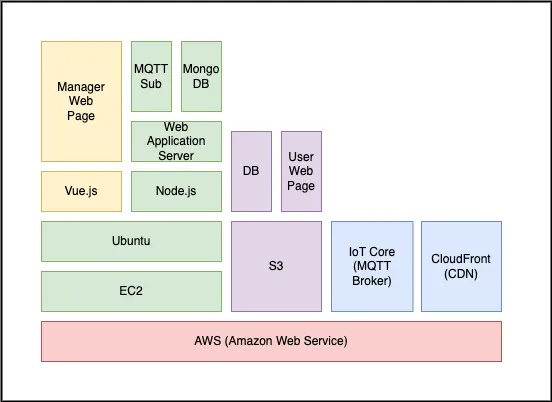 Manager
Web
Page
MQTT
Sub
Mongo
DB
Web
Application
Server
DB
User
Web
Page
Vue.js
Node.js
Ubuntu
S3
IoT Core
(MQTT
Broker)
CloudFront
(CDN)
EC2
AWS (Amazon Web Service)